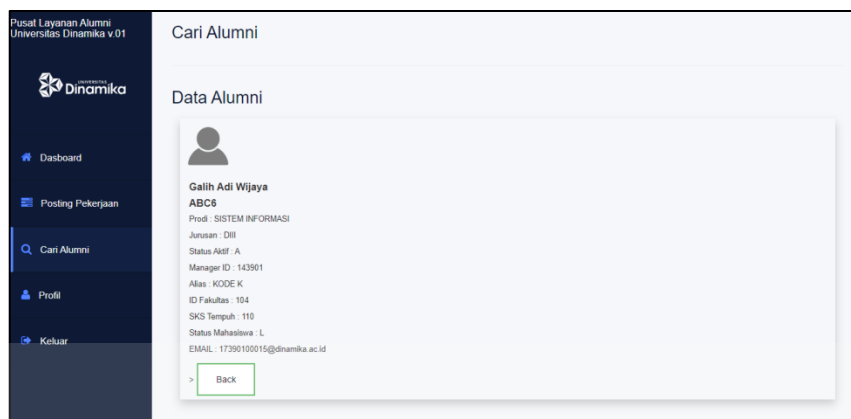 Pusat Layanan Alumni
Universitas Dinamika v.01
UNIVERSITAS
Dinamika
Dasboard
Posting Pekerjaan
Cari Alumni
Profil
Keluar
Cari Alumni
Data Alumni
Galih Adi Wijaya
ABC6
Prodi : SISTEM INFORMASI
Jurusan : DIII
Status Aktif : A
Manager ID : 143901
Alias : KODE K
ID Fakultas : 104
SKS Tempuh : 110
Status Mahasiswa : L
EMAIL : 17390100015@dinamika.ac.id
> Back